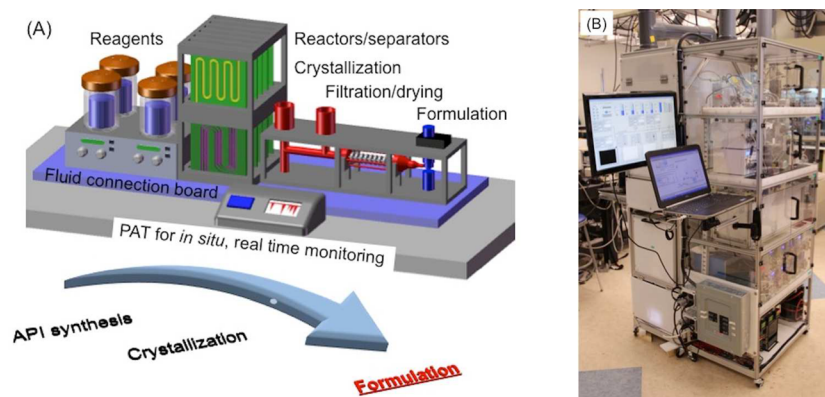 (A)
Reagents
Reactors/separators
Crystallization
Filtration/drying
Formulation
Fluid connection board
PAT for in situ, real time monitoring
API synthesis
Crystallization
Formulation
(B)